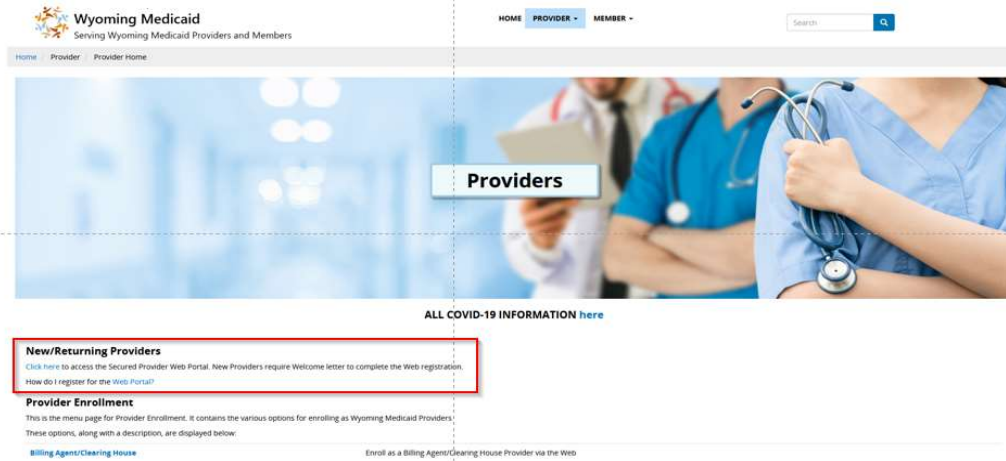 Wyoming Medicaid
Serving Wyoming Medicaid Providers and Members
HOME PROVIDER MEMBER
Search
Home / Provider / Provider Home
Providers
ALL COVID-19 INFORMATION here
New/Returning Providers
Click here to access the Secured Provider Web Portal. New Providers require Welcome letter to complete the Web registration.
How do I register for the Web Portal?
Provider Enrollment
This is the menu page for Provider Enrollment. It contains the various options for enrolling as Wyoming Medicaid Providers
These options, along with a description, are displayed below:
Billing Agent/Clearing House Enroll as a Billing Agent/Clearing House Provider via the Web